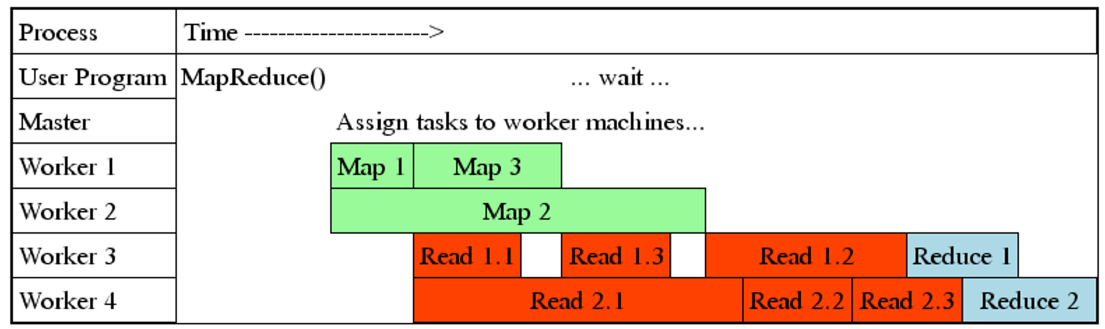 Process Time ---------------------->
User Program MapReduce() ... wait ...
Master Assign tasks to worker machines...
Worker 1 Map 1 Map 3
Worker 2 Map 2
Worker 3 Read 1.1 Read 1.3 Read 1.2 Reduce 1
Worker 4 Read 2.1 Read 2.2 Read 2.3 Reduce 2